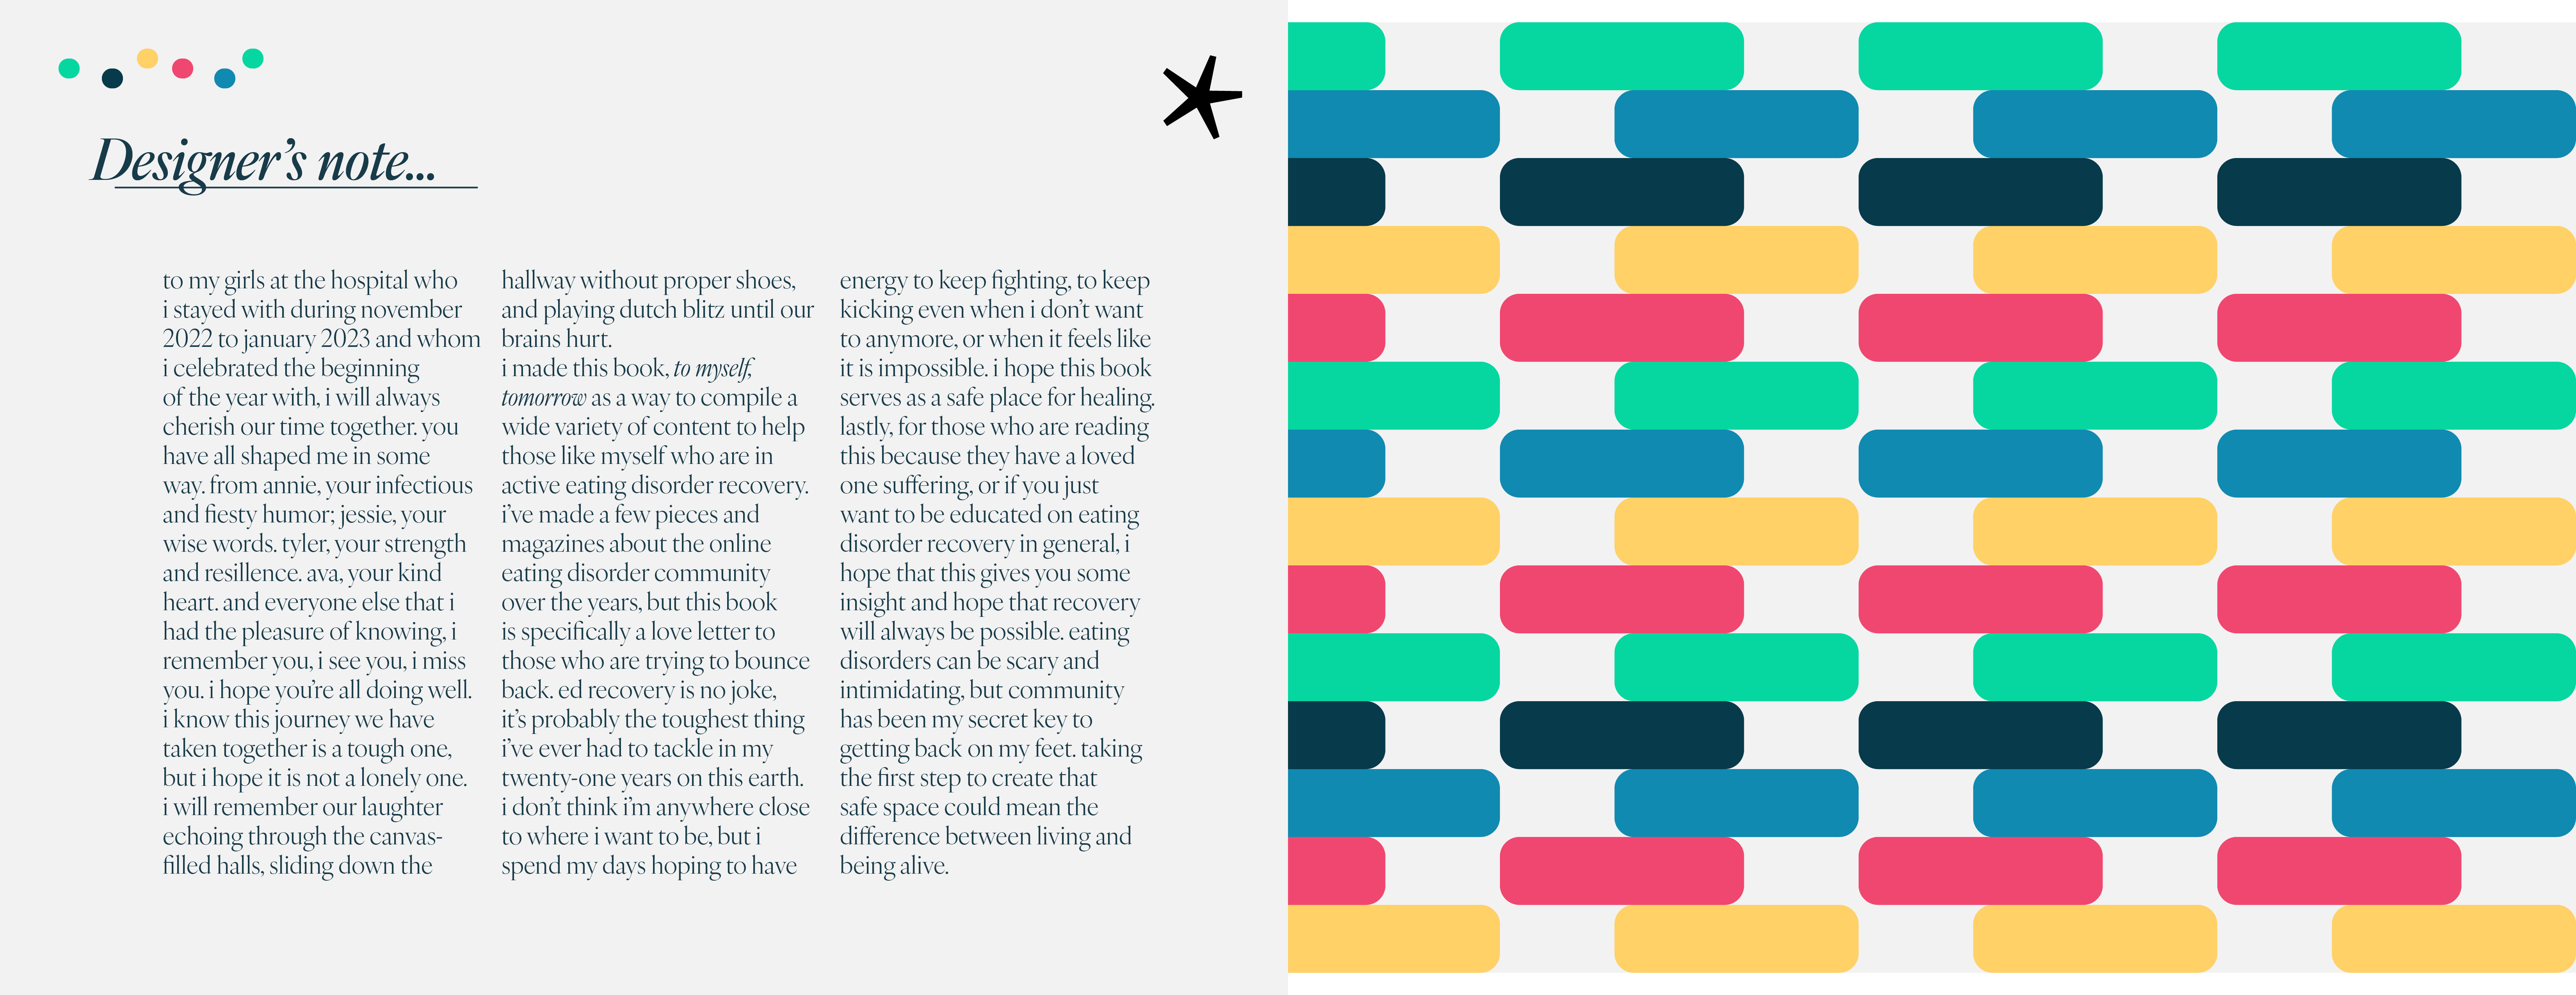 Designer’s note...
to my girls at the hospital who
i stayed with during november
2022 to january 2023 and whom
i celebrated the beginning
of the year with, i will always
cherish our time together. you
have all shaped me in some
way. from annie, your infectious
and fiesty humor; jessie, your
wise words. tyler, your strength
and resillence. ava, your kind
heart. and everyone else that i
had the pleasure of knowing, i
remember you, i see you, i miss
you. i hope you’re all doing well.
i know this journey we have
taken together is a tough one,
but i hope it is not a lonely one.
i will remember our laughter
echoing through the canvas-
filled halls, sliding down the
hallway without proper shoes,
and playing dutch blitz until our
brains hurt.
i made this book, to myself,
tomorrow as a way to compile a
wide variety of content to help
those like myself who are in
active eating disorder recovery.
i’ve made a few pieces and
magazines about the online
eating disorder community
over the years, but this book
is specifically a love letter to
those who are trying to bounce
back. ed recovery is no joke,
it’s probably the toughest thing
i’ve ever had to tackle in my
twenty-one years on this earth.
i don’t think i’m anywhere close
to where i want to be, but i
spend my days hoping to have
energy to keep fighting, to keep
kicking even when i don’t want
to anymore, or when it feels like
it is impossible. i hope this book
serves as a safe place for healing.
lastly, for those who are reading
this because they have a loved
one suffering, or if you just
want to be educated on eating
disorder recovery in general, i
hope that this gives you some
insight and hope that recovery
will always be possible. eating
disorders can be scary and
intimidating, but community
has been my secret key to
getting back on my feet. taking
the first step to create that
safe space could mean the
difference between living and
being alive.